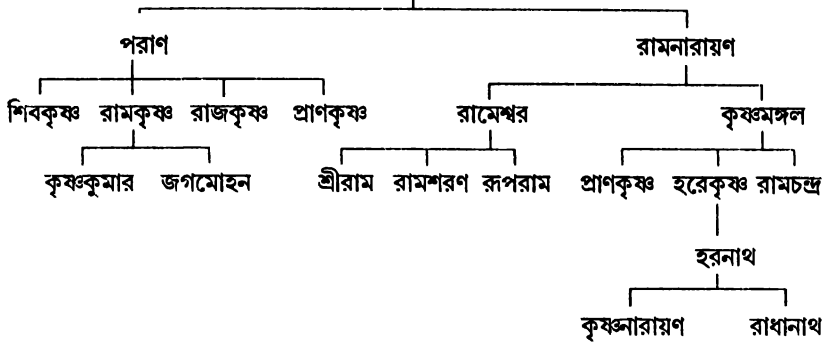 পরাণ রামনারায়ণ
শিবকৃষ্ণ রামকৃষ্ণ রাজকৃষ্ণ প্রাণকৃষ্ণ রামেশ্বর কৃষ্ণমঙ্গল
কৃষ্ণকুমার জগমোহন শ্রীরাম রামশরণ রূপরাম প্রাণকৃষ্ণ হরেকৃষ্ণ রামচন্দ্র
হরনাথ
কৃষ্ণনারায়ণ রাধানাথ